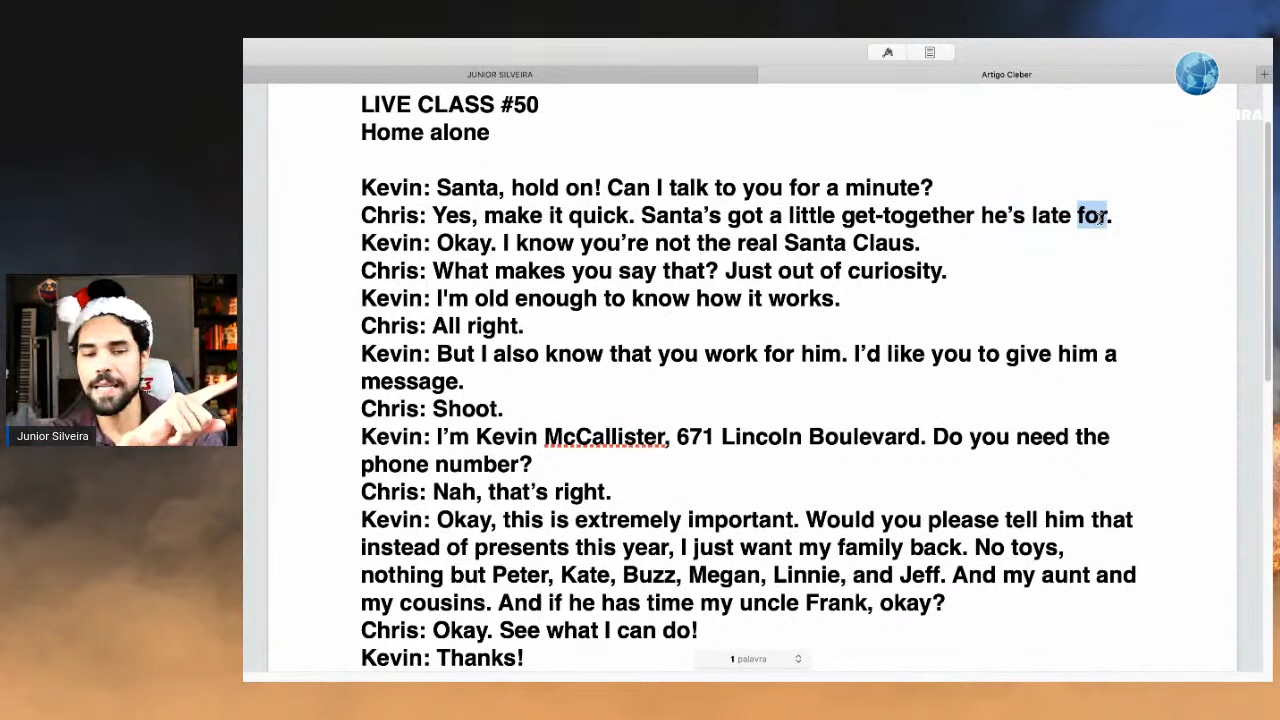 JUNIOR SILVEIRA
Artigo Cleber
LIVE CLASS #50
Home alone
Kevin: Santa, hold on! Can I talk to you for a minute?
Chris: Yes, make it quick. Santa’s got a little get-together he’s late for.
Kevin: Okay. I know you’re not the real Santa Claus.
Chris: What makes you say that? Just out of curiosity.
Kevin: I'm old enough to know how it works.
Chris: All right.
Kevin: But I also know that you work for him. I’d like you to give him a
message.
Chris: Shoot.
Kevin: I’m Kevin McCallister, 671 Lincoln Boulevard. Do you need the
phone number?
Chris: Nah, that’s right.
Kevin: Okay, this is extremely important. Would you please tell him that
instead of presents this year, I just want my family back. No toys,
nothing but Peter, Kate, Buzz, Megan, Linnie, and Jeff. And my aunt and
my cousins. And if he has time my uncle Frank, okay?
Chris: Okay. See what I can do!
Kevin: Thanks!
1 palavra
Junior Silveira